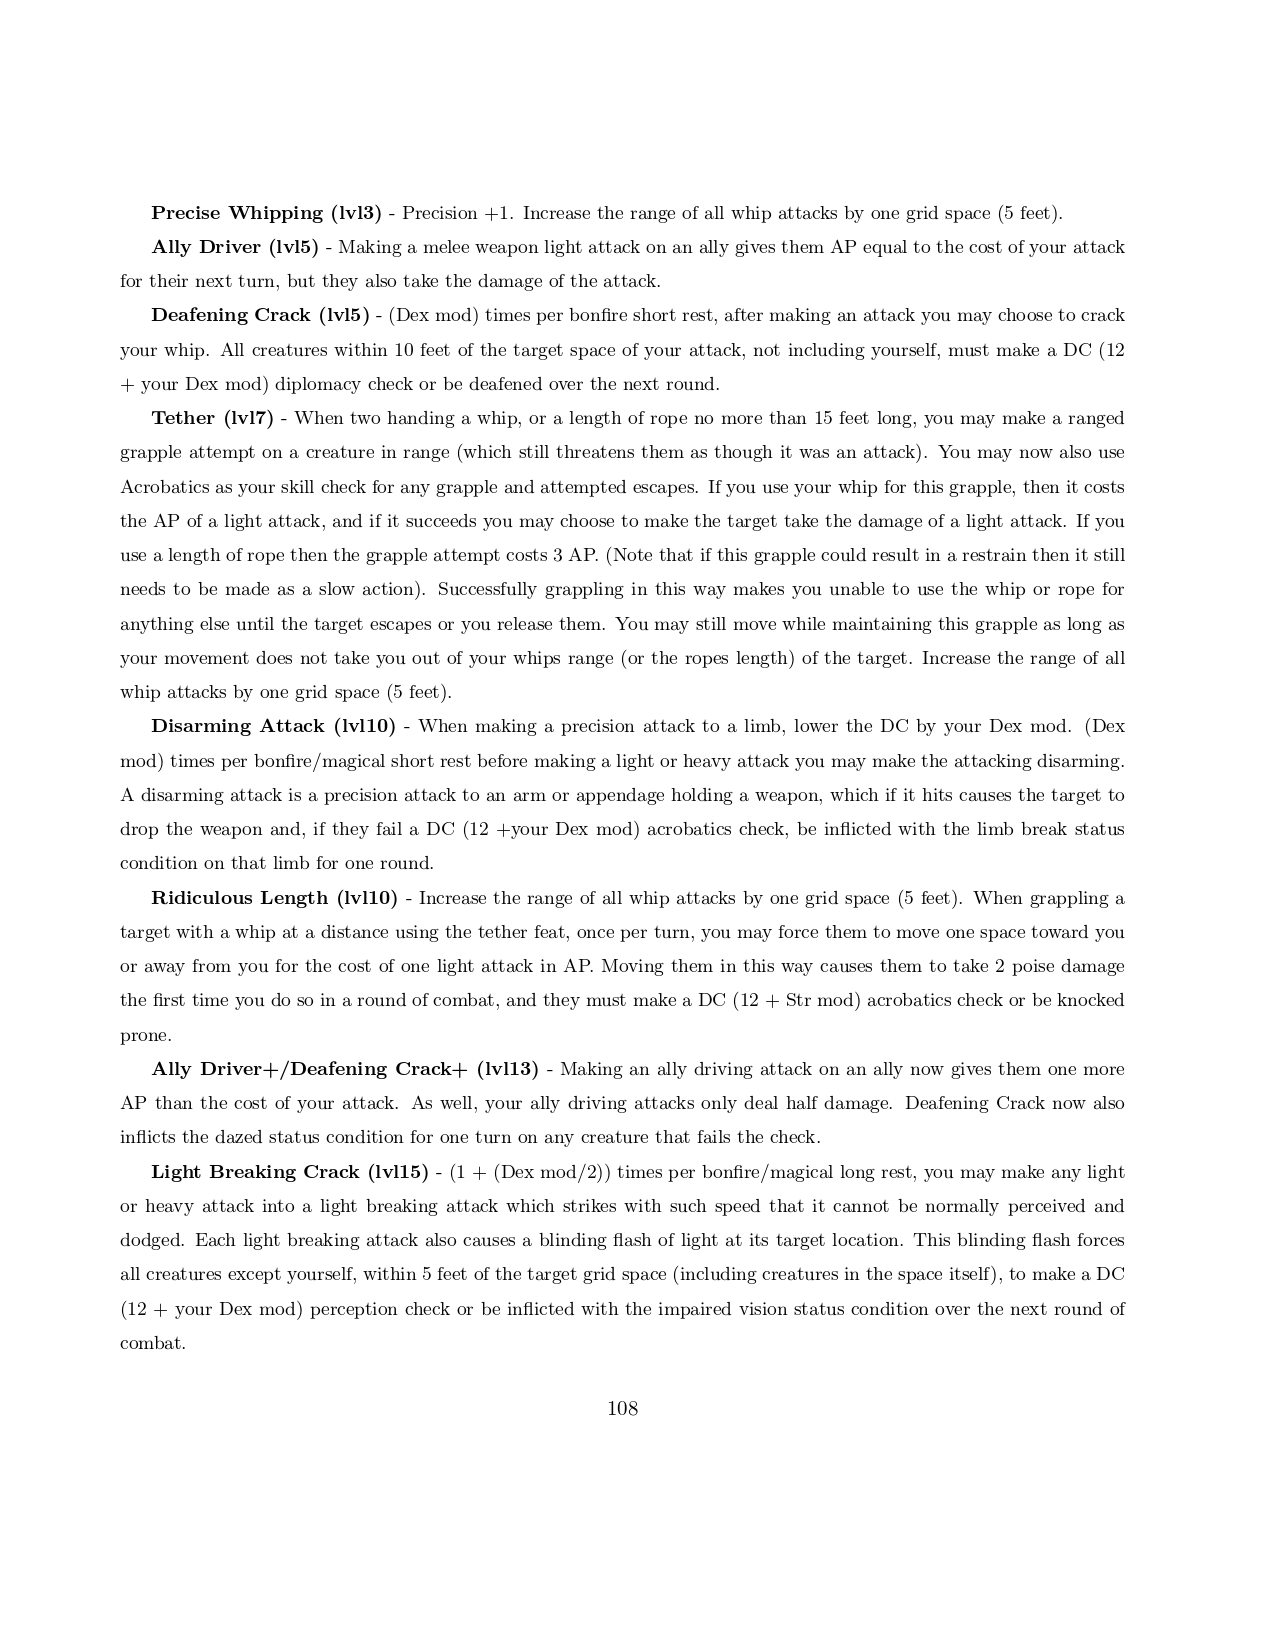 Precise Whipping (lvl3) - Precision +1. Increase the range of all whip attacks by one grid space (5 feet).
Ally Driver (lvl5) - Making a melee weapon light attack on an ally gives them AP equal to the cost of your attack
for their next turn, but they also take the damage of the attack.
Deafening Crack (lvl5) - (Dex mod) times per bonfire short rest, after making an attack you may choose to crack
your whip. All creatures within 10 feet of the target space of your attack, not including yourself, must make a DC (12
+ your Dex mod) diplomacy check or be deafened over the next round.
Tether (lvl7) - When two handing a whip, or a length of rope no more than 15 feet long, you may make a ranged
grapple attempt on a creature in range (which still threatens them as though it was an attack). You may now also use
Acrobatics as your skill check for any grapple and attempted escapes. If you use your whip for this grapple, then it costs
the AP of a light attack, and if it succeeds you may choose to make the target take the damage of a light attack. If you
use a length of rope then the grapple attempt costs 3 AP. (Note that if this grapple could result in a restrain then it still
needs to be made as a slow action). Successfully grappling in this way makes you unable to use the whip or rope for
anything else until the target escapes or you release them. You may still move while maintaining this grapple as long as
your movement does not take you out of your whips range (or the ropes length) of the target. Increase the range of all
whip attacks by one grid space (5 feet).
Disarming Attack (lvl10) - When making a precision attack to a limb, lower the DC by your Dex mod. (Dex
mod) times per bonfire/magical short rest before making a light or heavy attack you may make the attacking disarming.
A disarming attack is a precision attack to an arm or appendage holding a weapon, which if it hits causes the target to
drop the weapon and, if they fail a DC (12 +your Dex mod) acrobatics check, be inflicted with the limb break status
condition on that limb for one round.
Ridiculous Length (lvl10) - Increase the range of all whip attacks by one grid space (5 feet). When grappling a
target with a whip at a distance using the tether feat, once per turn, you may force them to move one space toward you
or away from you for the cost of one light attack in AP. Moving them in this way causes them to take 2 poise damage
the first time you do so in a round of combat, and they must make a DC (12 + Str mod) acrobatics check or be knocked
prone.
Ally Driver+/Deafening Crack+ (lvl13) - Making an ally driving attack on an ally now gives them one more
AP than the cost of your attack. As well, your ally driving attacks only deal half damage. Deafening Crack now also
inflicts the dazed status condition for one turn on any creature that fails the check.
Light Breaking Crack (lvl15) - (1 + (Dex mod/2)) times per bonfire/magical long rest, you may make any light
or heavy attack into a light breaking attack which strikes with such speed that it cannot be normally perceived and
dodged. Each light breaking attack also causes a blinding flash of light at its target location. This blinding flash forces
all creatures except yourself, within 5 feet of the target grid space (including creatures in the space itself), to make a DC
(12 + your Dex mod) perception check or be inflicted with the impaired vision status condition over the next round of
combat.
108